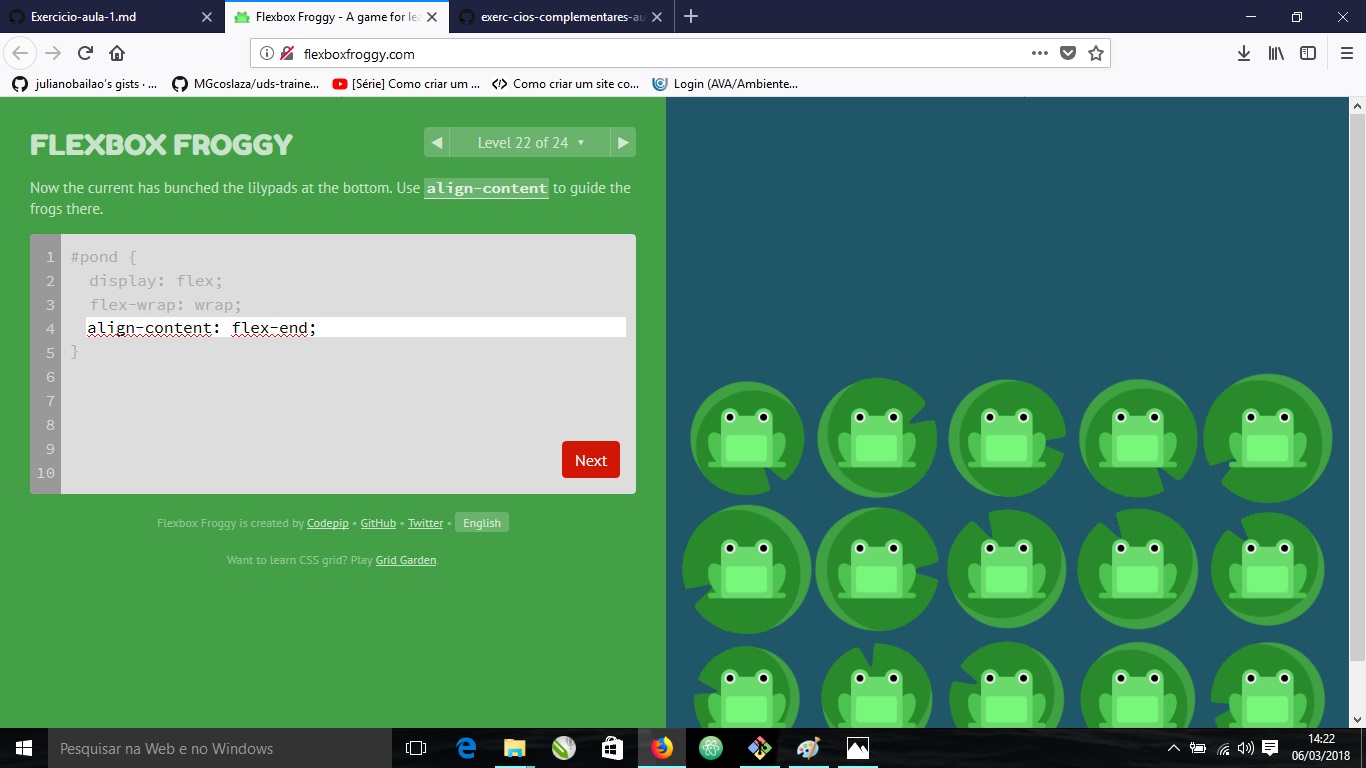 Exercicio-aula-1.md
Flexbox Froggy - A game for lea
exerc-cios-complementares-au
flexboxfroggy.com
julianobailao's gists · ...
MGcoslaza/uds-traine...
[Série] Como criar um ...
Como criar um site co...
Login (AVA/Ambiente...
FLEXBOX FROGGY
Level 22 of 24
Now the current has bunched the lilypads at the bottom. Use align-content to guide the
frogs there.
1 #pond {
2 display: flex;
3 flex-wrap: wrap;
4 align-content: flex-end;
5 }
6
7
8
9
10
Next
Flexbox Froggy is created by Codepip • GitHub • Twitter • English
Want to learn CSS grid? Play Grid Garden.
Pesquisar na Web e no Windows
14:22
06/03/2018